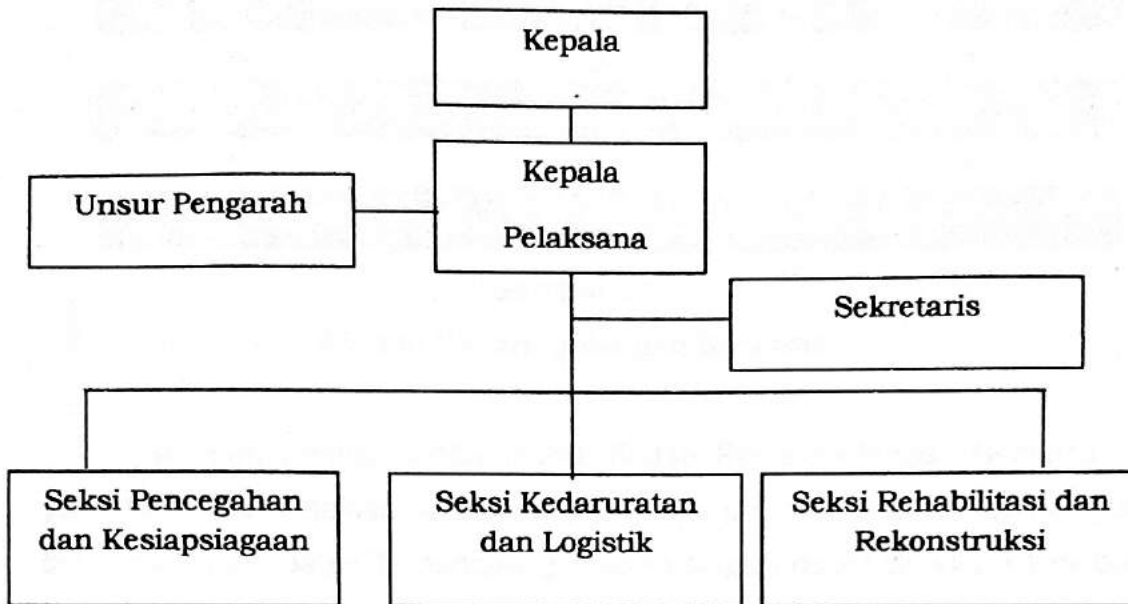 Kepala
Kepala
Pelaksana
Unsur Pengarah
Sekretaris
Seksi Pencegahan
dan Kesiapsiagaan
Seksi Kedaruratan
dan Logistik
Seksi Rehabilitasi dan
Rekonstruksi